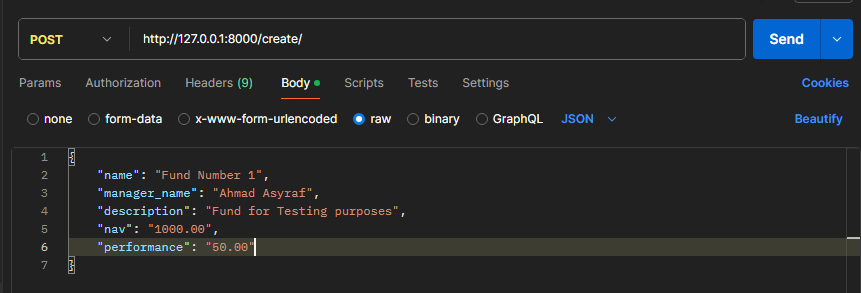 POST http://127.0.0.1:8000/create/ Send
Params Authorization Headers (9) Body Scripts Tests Settings Cookies
none form-data x-www-form-urlencoded raw binary GraphQL JSON Beautify
1 {
2 "name": "Fund Number 1",
3 "manager_name": "Ahmad Asyraf",
4 "description": "Fund for Testing purposes",
5 "nav": "1000.00",
6 "performance": "50.00"
7 }